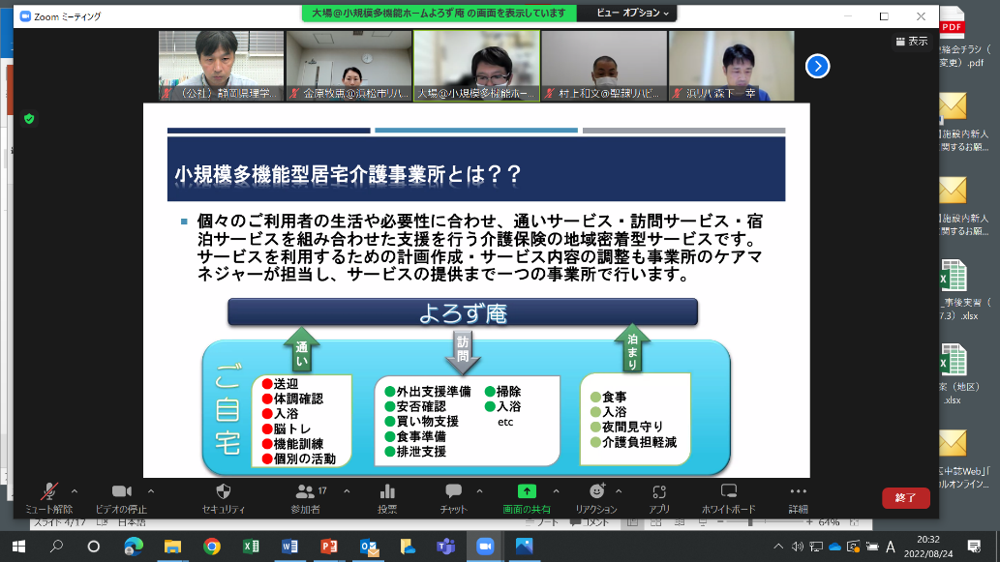 Zoom ミーティング
大場@小規模多機能ホームよろず庵 の画面を表示しています
ビュー オプション
表示
（公社）静岡県理学...
金原牧馬@浜松市リハ...
大場@小規模多機能ホー...
村上和文@聖隷リハビ...
浜リハ 森下 一幸
小規模多機能型居宅介護事業所とは？？
個々のご利用者の生活や必要性に合わせ、通いサービス・訪問サービス・宿
泊サービスを組み合わせた支援を行う介護保険の地域密着型サービスです。
サービスを利用するための計画作成・サービス内容の調整も事業所のケアマ
ネジャーが担当し、サービスの提供まで一つの事業所で行います。
よろず庵
通い
訪問
泊まり
ご自宅
●送迎
●体調確認
●入浴
●脳トレ
●機能訓練
●個別の活動
●外出支援準備
●安否確認
●買い物支援
●食事準備
●排泄支援
●掃除
●入浴
etc
●食事
●入浴
●夜間見守り
●介護負担軽減
ミュート解除
ビデオの停止
セキュリティ
17
参加者
投票
チャット
画面の共有
リアクション
アプリ
ホワイトボード
詳細
終了
PDF
絡会チラシ（
変更）.pdf
施設内新人
関するお願...
施設内新人
関するお願...
_事後実習（
7.3）.xlsx
案（地区）
.xlsx
中誌Web」「
ルオンライン...
スライド 4/17
日本語
ノート
コメント
64%
A
20:32
2022/08/24